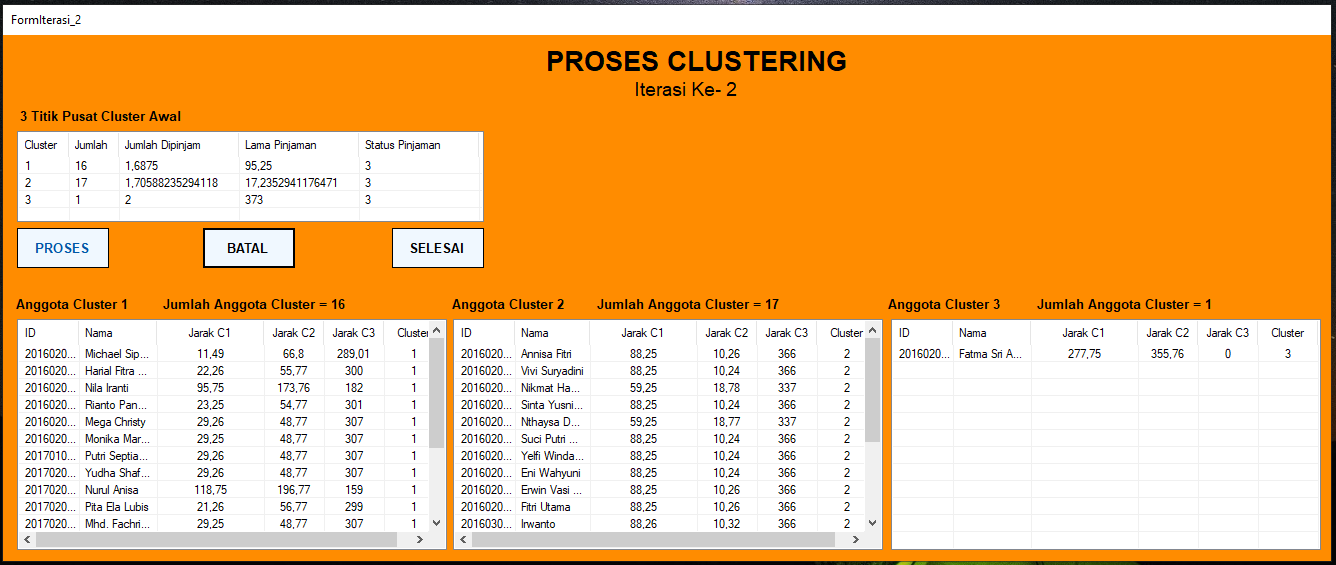 FormIterasi_2
PROSES CLUSTERING
Iterasi Ke- 2
3 Titik Pusat Cluster Awal
Cluster Jumlah Jumlah Dipinjam Lama Pinjaman Status Pinjaman
1 16 1,6875 95,25 3
2 17 1,70588235294118 17,2352941176471 3
3 1 2 373 3
PROSES BATAL SELESAI
Anggota Cluster 1 Jumlah Anggota Cluster = 16
ID Nama Jarak C1 Jarak C2 Jarak C3 Cluster
2016020... Michael Sip... 11,49 66,8 289,01 1
2016020... Harial Fitra ... 22,26 55,77 300 1
2016020... Nila Iranti 95,75 173,76 182 1
2016020... Rianto Pan... 23,25 54,77 301 1
2016020... Mega Christy 29,26 48,77 307 1
2016020... Monika Mar... 29,25 48,77 307 1
2017010... Putri Septia... 29,26 48,77 307 1
2017020... Yudha Shaf... 29,26 48,77 307 1
2017020... Nurul Anisa 118,75 196,77 159 1
2017020... Pita Ela Lubis 21,26 56,77 299 1
2017020... Mhd. Fachri... 29,25 48,77 307 1
Anggota Cluster 2 Jumlah Anggota Cluster = 17
ID Nama Jarak C1 Jarak C2 Jarak C3 Cluster
2016020... Annisa Fitri 88,25 10,26 366 2
2016020... Vivi Suryadini 88,25 10,24 366 2
2016020... Nikmat Ha... 59,25 18,78 337 2
2016020... Sinta Yusni... 88,25 10,24 366 2
2016020... Nthaysa D... 59,25 18,77 337 2
2016020... Suci Putri ... 88,25 10,24 366 2
2016020... Yelfi Winda... 88,25 10,24 366 2
2016020... Eni Wahyuni 88,25 10,24 366 2
2016020... Erwin Vasi ... 88,25 10,26 366 2
2016020... Fitri Utama 88,25 10,26 366 2
2016030... Irwanto 88,26 10,32 366 2
Anggota Cluster 3 Jumlah Anggota Cluster = 1
ID Nama Jarak C1 Jarak C2 Jarak C3 Cluster
2016020... Fatma Sri A... 277,75 355,76 0 3